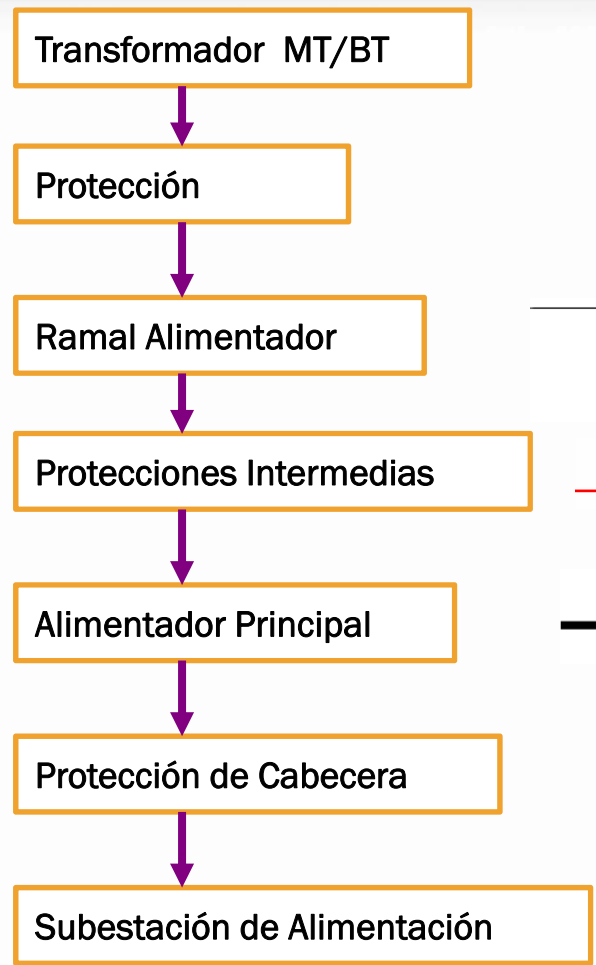 Transformador MT/BT
Protección
Ramal Alimentador
Protecciones Intermedias
Alimentador Principal
Protección de Cabecera
Subestación de Alimentación